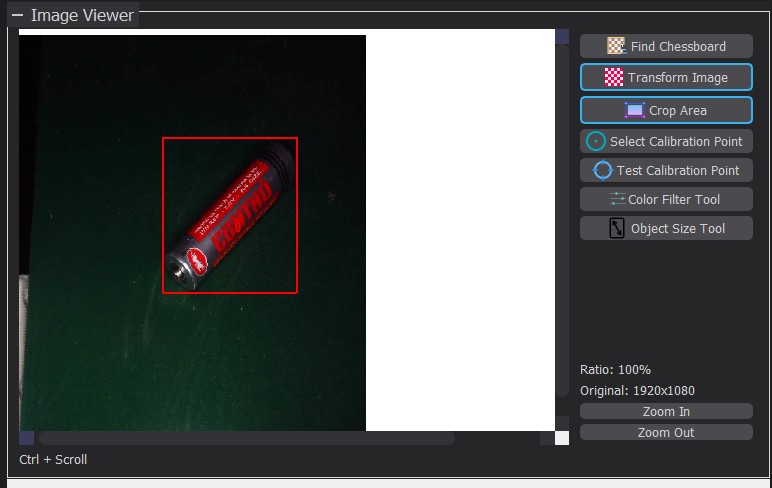 Image Viewer
Find Chessboard
Transform Image
Crop Area
Select Calibration Point
Test Calibration Point
Color Filter Tool
Object Size Tool
Ratio: 100%
Original: 1920x1080
Zoom In
Zoom Out
Ctrl + Scroll